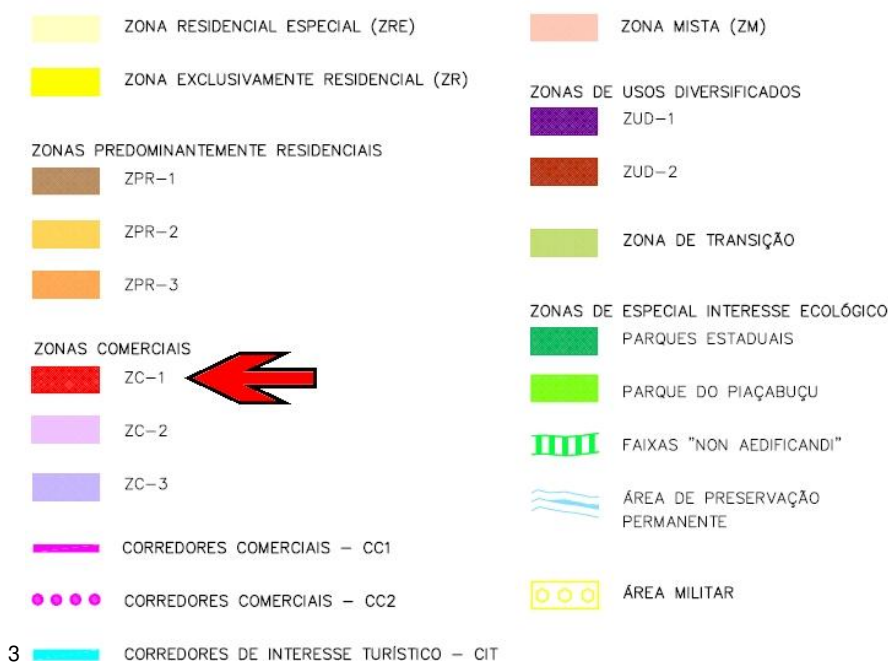 ZONA RESIDENCIAL ESPECIAL (ZRE)
ZONA EXCLUSIVAMENTE RESIDENCIAL (ZR)
ZONAS PREDOMINANTEMENTE RESIDENCIAIS
ZPR-1
ZPR-2
ZPR-3
ZONAS COMERCIAIS
ZC-1
ZC-2
ZC-3
CORREDORES COMERCIAIS - CC1
CORREDORES COMERCIAIS - CC2
3 CORREDORES DE INTERESSE TURÍSTICO - CIT
ZONA MISTA (ZM)
ZONAS DE USOS DIVERSIFICADOS
ZUD-1
ZUD-2
ZONA DE TRANSIÇÃO
ZONAS DE ESPECIAL INTERESSE ECOLÓGICO
PARQUES ESTADUAIS
PARQUE DO PIAÇABUÇU
FAIXAS "NON AEDIFICANDI"
ÁREA DE PRESERVAÇÃO
PERMANENTE
ÁREA MILITAR